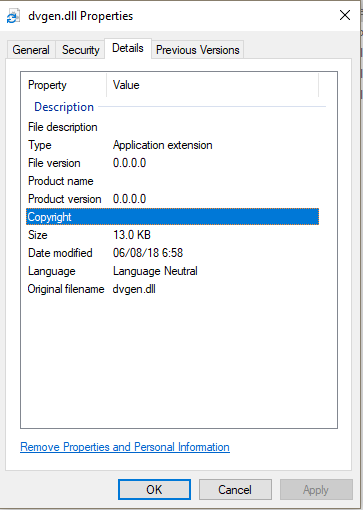 dvgen.dll Properties
General Security Details Previous Versions
Property Value
Description
File description
Type Application extension
File version 0.0.0.0
Product name
Product version 0.0.0.0
Copyright
Size 13.0 KB
Date modified 06/08/18 6:58
Language Language Neutral
Original filename dvgen.dll
Remove Properties and Personal Information
OK Cancel Apply